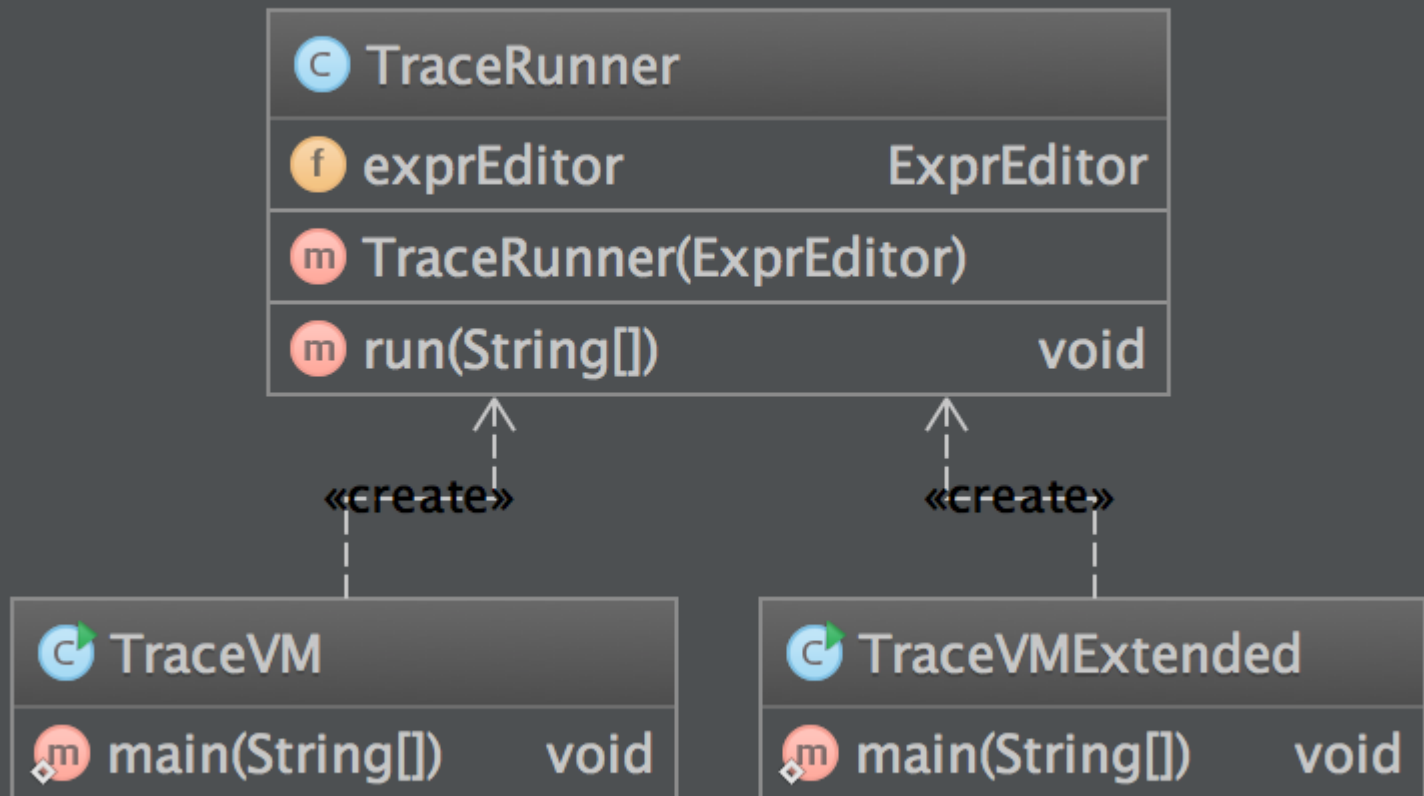 C TraceRunner
f exprEditor ExprEditor
m TraceRunner(ExprEditor)
m run(String[]) void
«create» «create»
C TraceVM C TraceVMExtended
m main(String[]) void m main(String[]) void